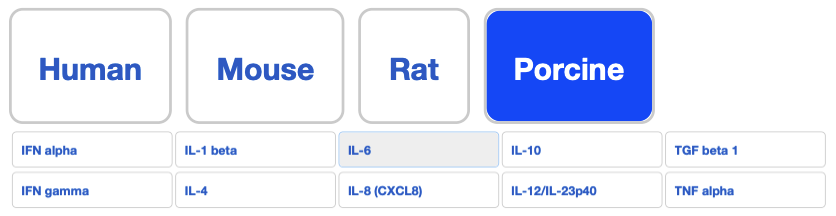 Human Mouse Rat Porcine
IFN alpha IL-1 beta IL-6 IL-10 TGF beta 1
IFN gamma IL-4 IL-8 (CXCL8) IL-12/IL-23p40 TNF alpha